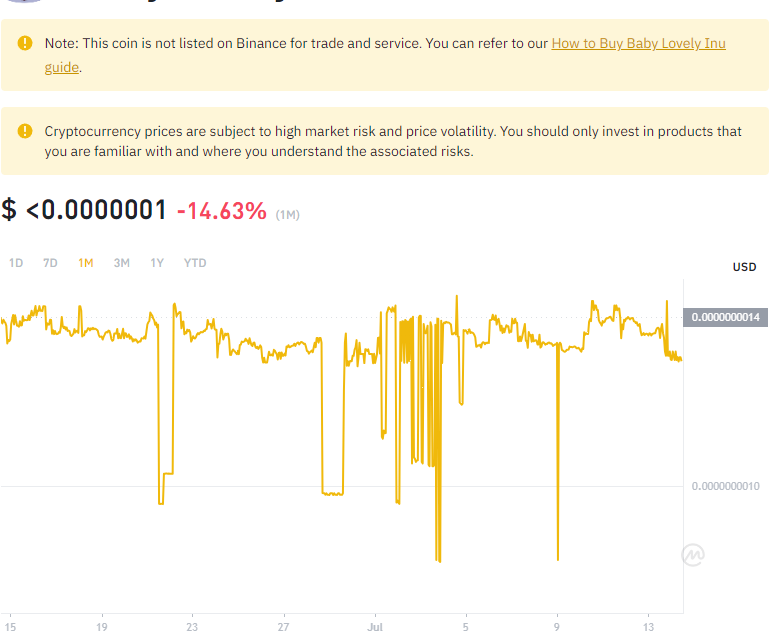 Note: This coin is not listed on Binance for trade and service. You can refer to our How to Buy Baby Lovely Inu
guide.
Cryptocurrency prices are subject to high market risk and price volatility. You should only invest in products that
you are familiar with and where you understand the associated risks.
$ <0.0000001 -14.63% (1M)
1D 7D 1M 3M 1Y YTD
USD
0.0000000014
0.0000000010
15 19 23 27 Jul 5 9 13